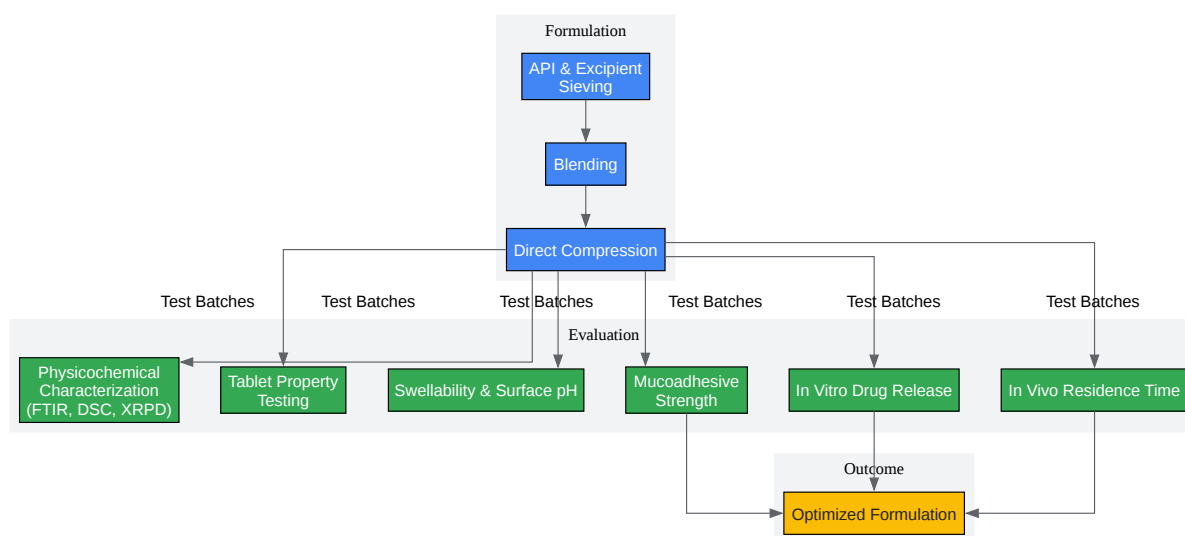 Formulation
API & Excipient
Sieving
Blending
Direct Compression
Test Batches
Test Batches
Test Batches
Test Batches
Test Batches
Test Batches
Evaluation
Physicochemical
Characterization
(FTIR, DSC, XRPD)
Tablet Property
Testing
Swellability & Surface pH
Mucoadhesive
Strength
In Vitro Drug Release
In Vivo Residence Time
Outcome
Optimized Formulation